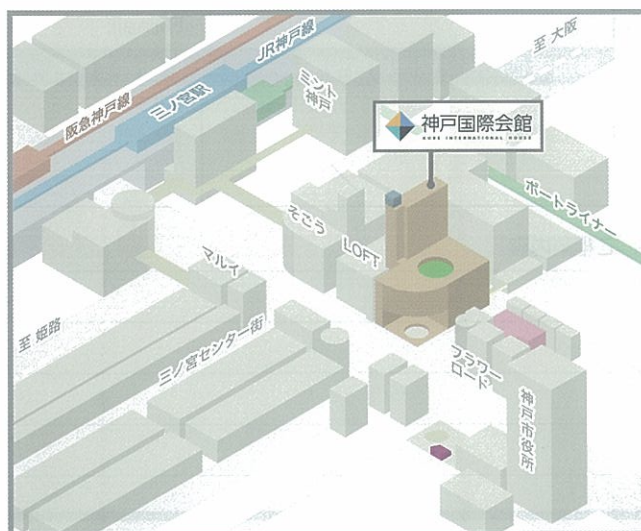 至 大阪
JR神戸線
ミント
神戸
三ノ宮駅
阪急神戸線
神戸国際会館
KOBE INTERNATIONAL HOUSE
ポートライナー
そごう
LOFT
マルイ
至 姫路
三ノ宮センター街
フラワー
ロード
神戸市役所